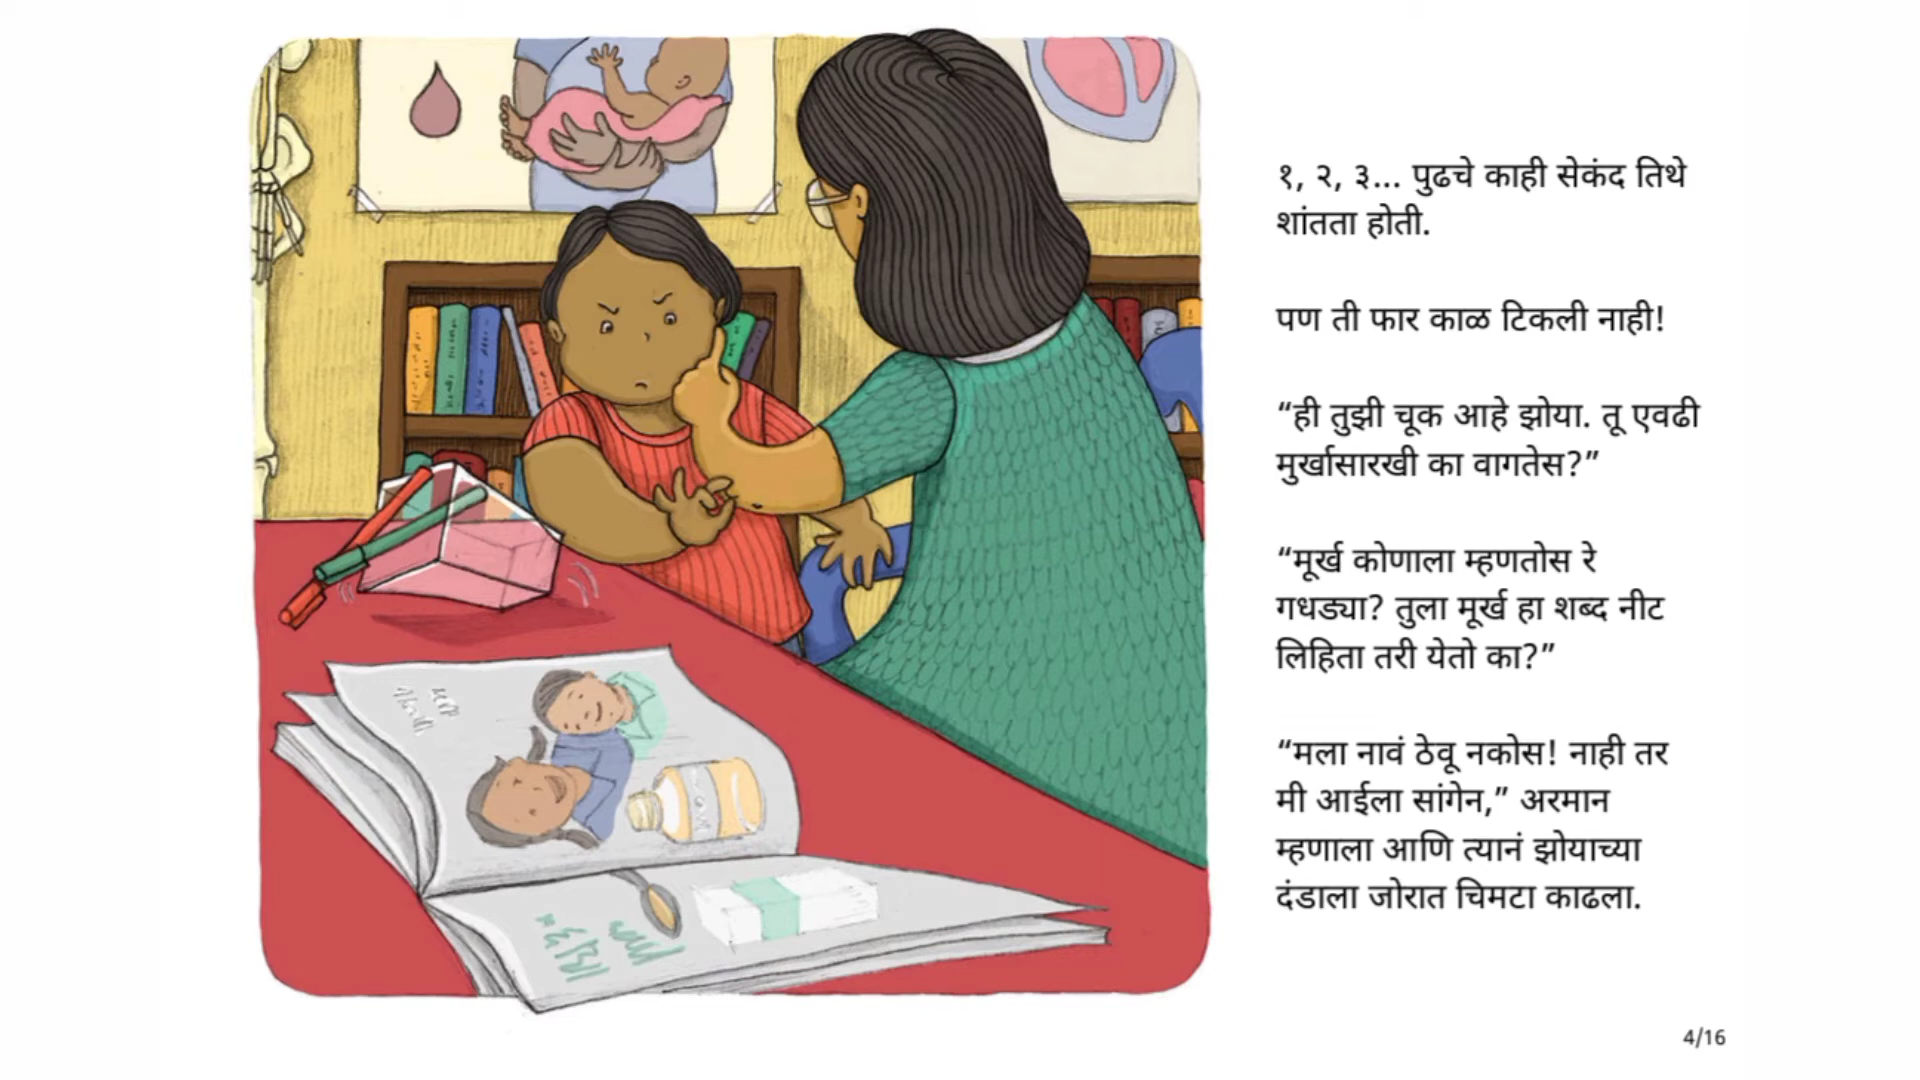 १, २, ३... पुढचे काही सेकंद तिथे
शांतता होती.
पण ती फार काळ टिकली नाही!
“ही तुझी चूक आहे झोया. तू एवढी
मुर्खासारखी का वागतेस?”
“मूर्ख कोणाला म्हणतोस रे
गधड्या? तुला मूर्ख हा शब्द नीट
लिहिता तरी येतो का?”
“मला नावं ठेवू नकोस! नाही तर
मी आईला सांगेन,” अरमान
म्हणाला आणि त्यानं झोयाच्या
दंडाला जोरात चिमटा काढला.
4/16